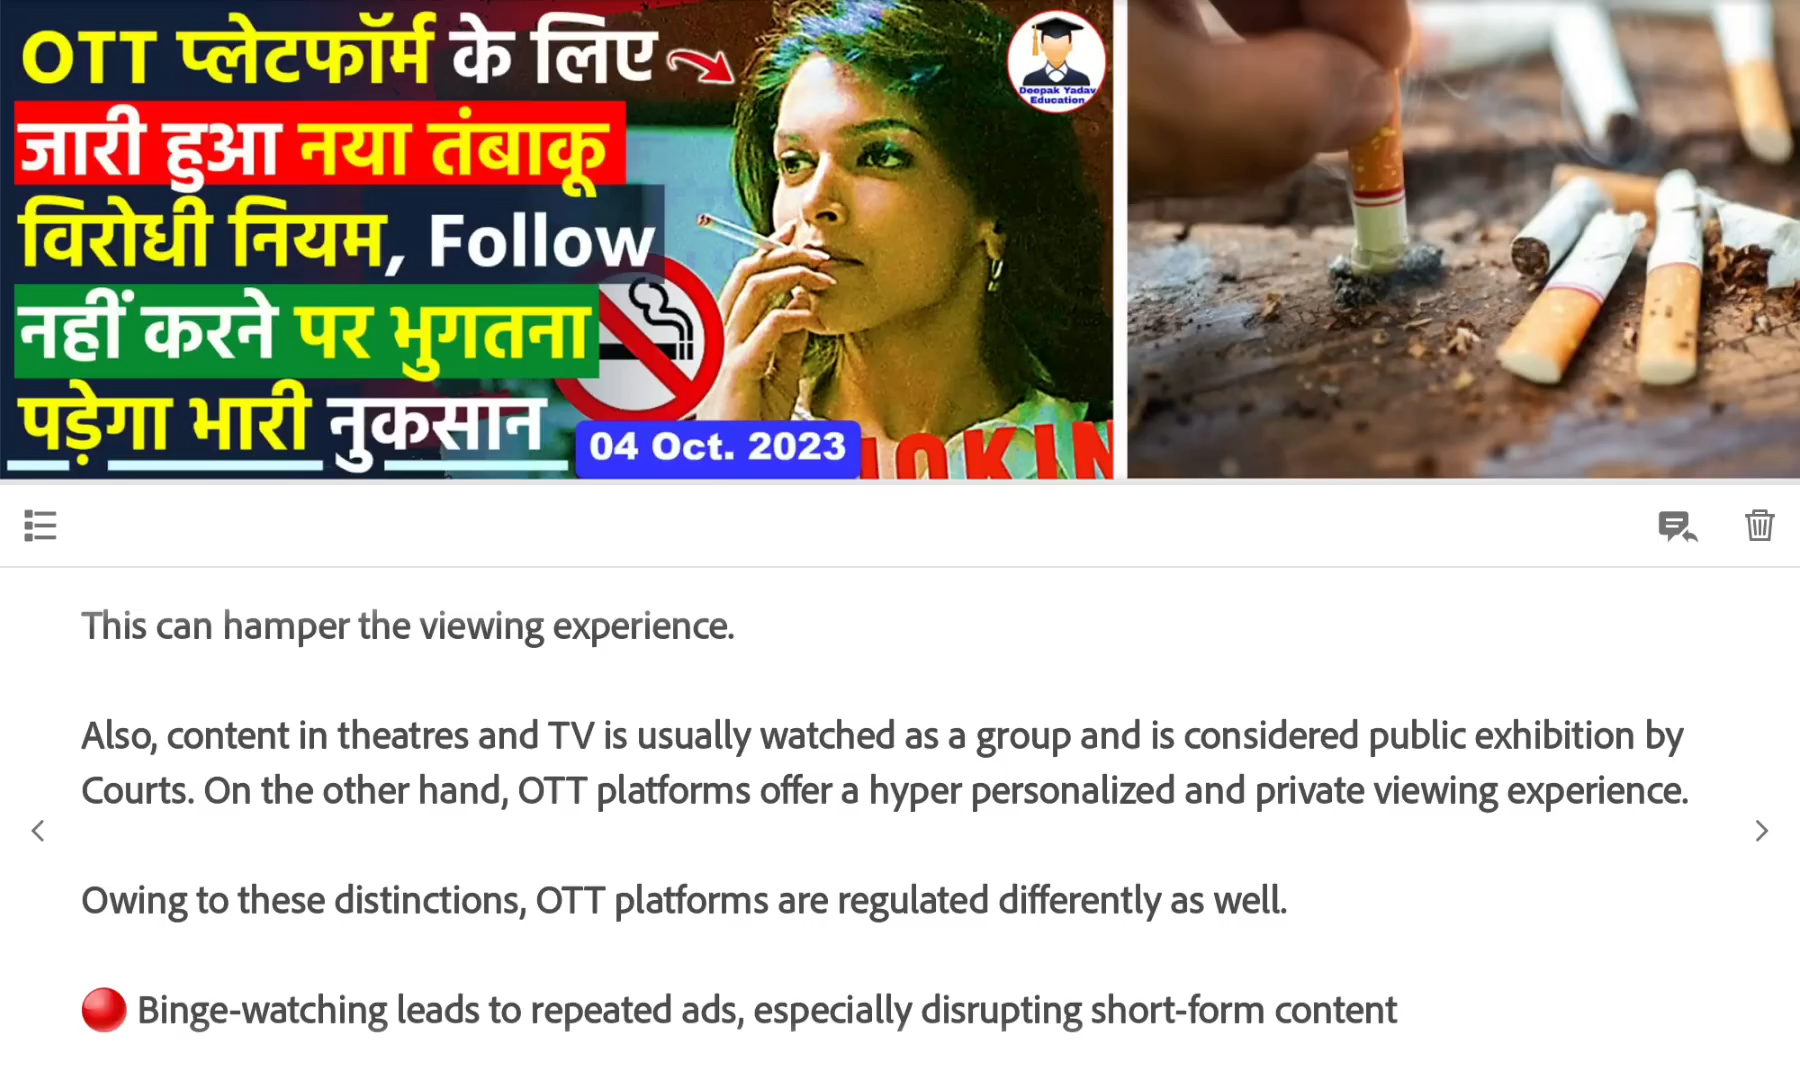 OTT प्लेटफॉर्म के लिए
जारी हुआ नया तंबाकू
विरोधी नियम, Follow
नहीं करने पर भुगतना
पड़ेगा भारी नुकसान
04 Oct. 2023
Deepak Yadav
Education
This can hamper the viewing experience.
Also, content in theatres and TV is usually watched as a group and is considered public exhibition by
Courts. On the other hand, OTT platforms offer a hyper personalized and private viewing experience.
Owing to these distinctions, OTT platforms are regulated differently as well.
Binge-watching leads to repeated ads, especially disrupting short-form content